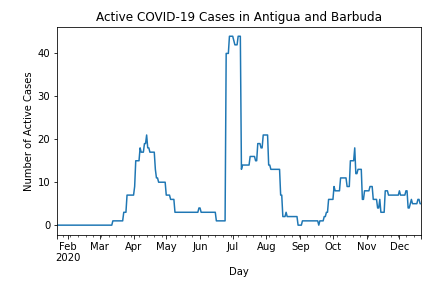 Active COVID-19 Cases in Antigua and Barbuda
Number of Active Cases
40
30
20
10
0
Feb Mar Apr May Jun Jul Aug Sep Oct Nov Dec
2020
Day